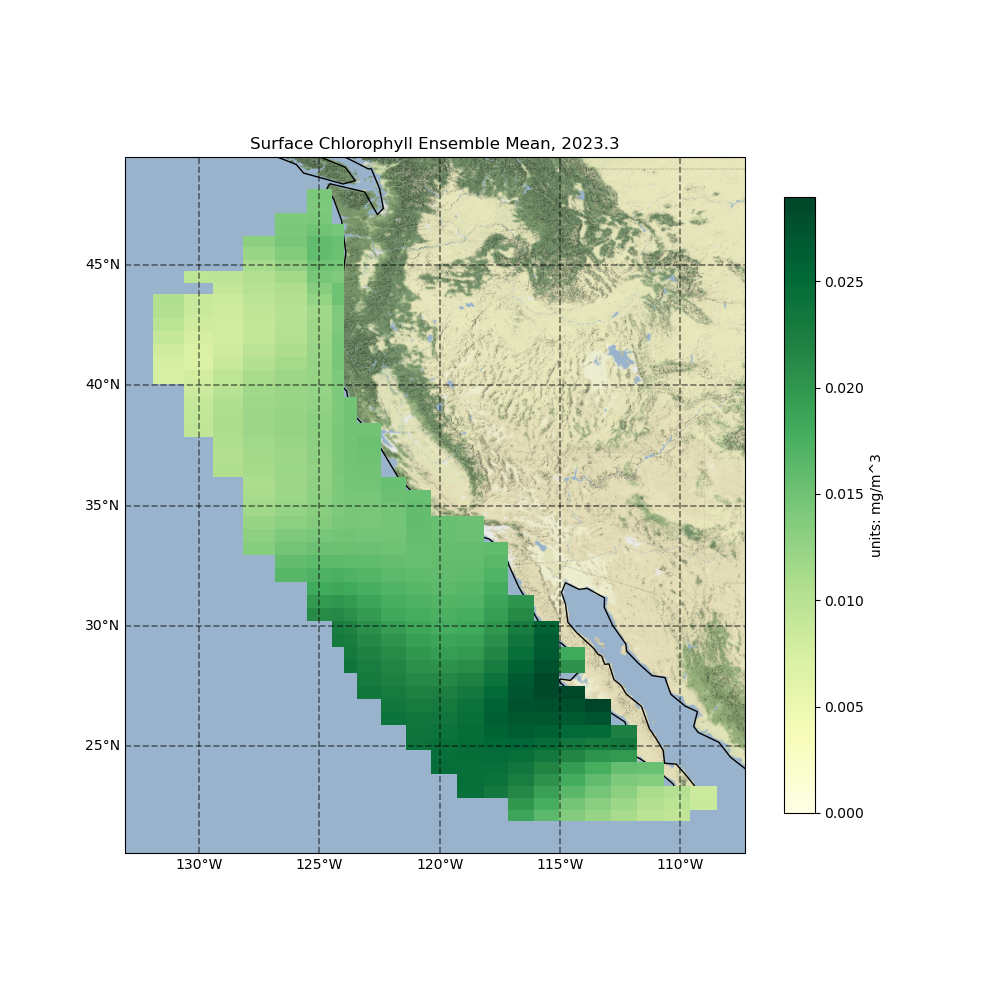 Surface Chlorophyll Ensemble Mean, 2023.3
45°N
40°N
35°N
30°N
25°N
130°W
125°W
120°W
115°W
110°W
0.025
0.020
0.015
0.010
0.005
0.000
units: mg/m^3